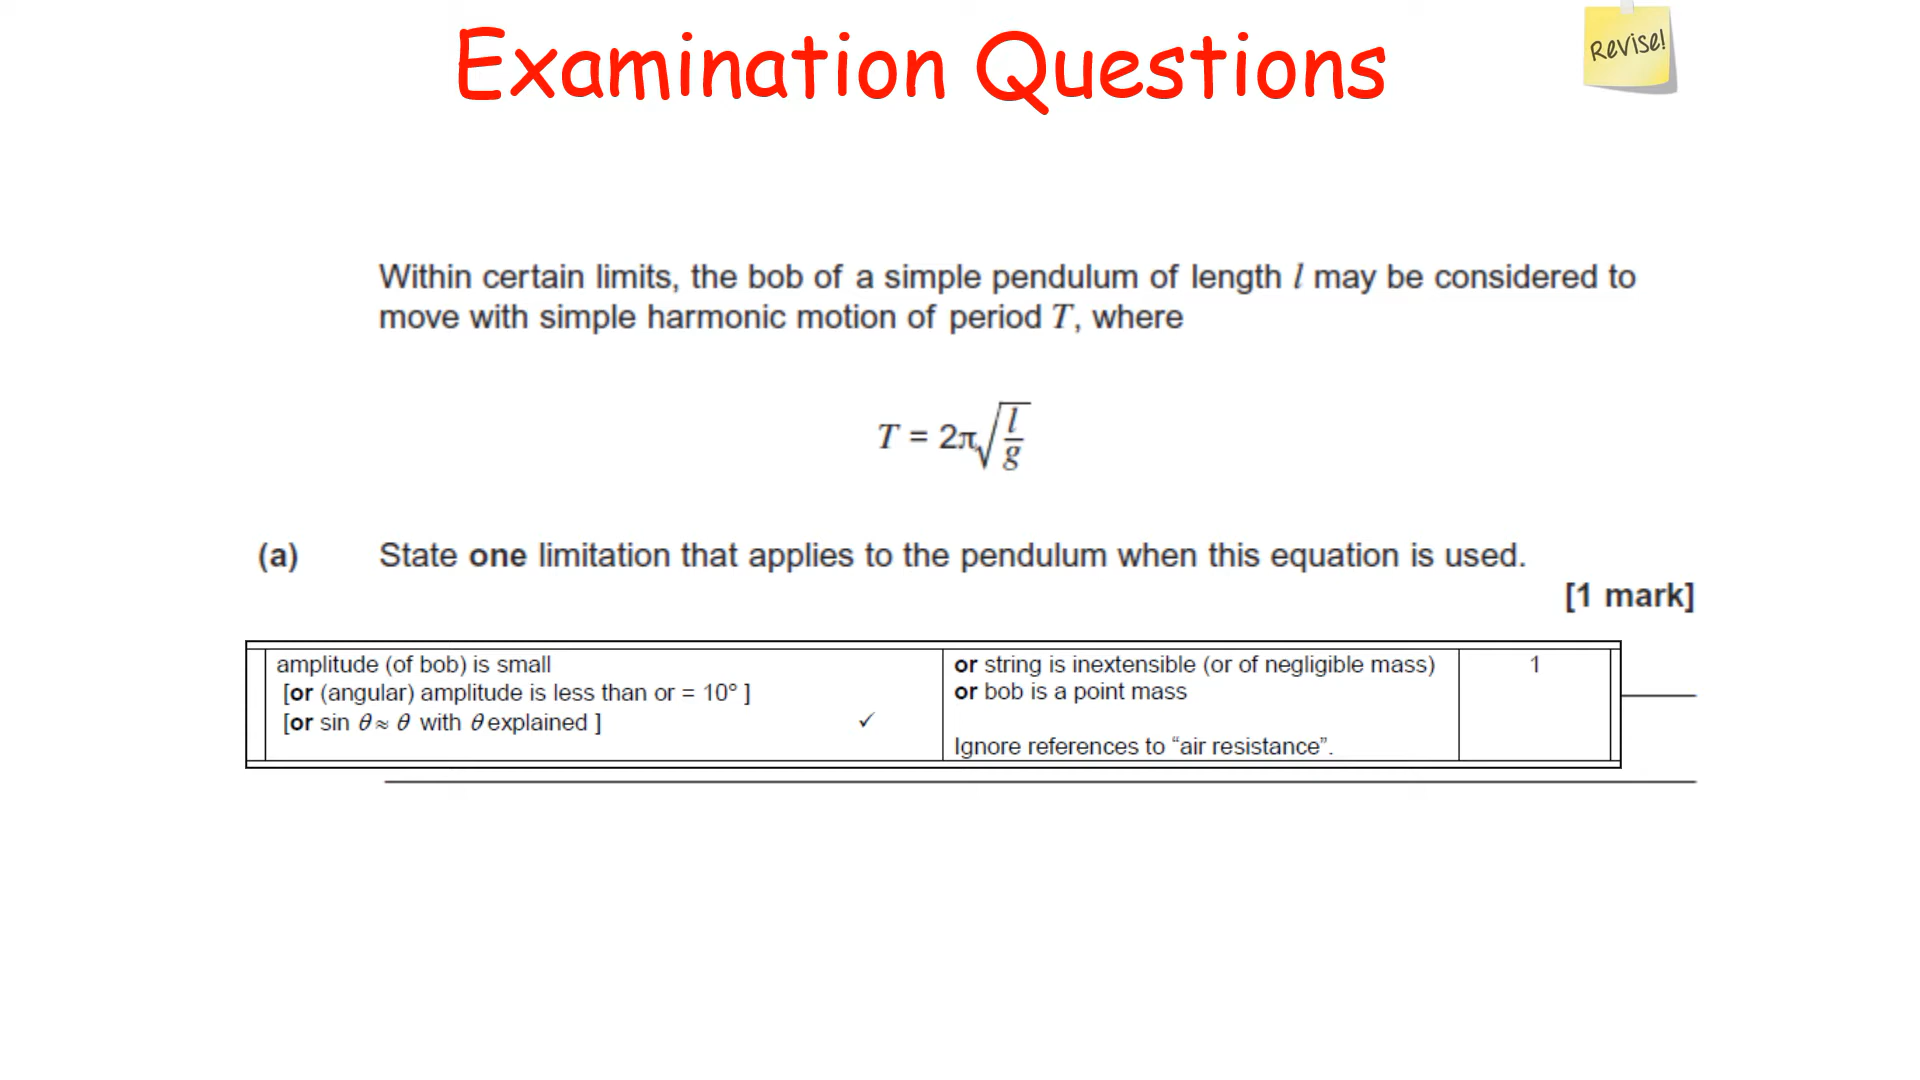 Examination Questions
Revise!
Within certain limits, the bob of a simple pendulum of length l may be considered to
move with simple harmonic motion of period T, where
T = 2π√(l/g)
(a) State one limitation that applies to the pendulum when this equation is used.
[1 mark]
amplitude (of bob) is small
[or (angular) amplitude is less than or = 10° ]
[or sin θ ≈ θ with θ explained ] ✓
or string is inextensible (or of negligible mass)
or bob is a point mass
Ignore references to “air resistance”.
1